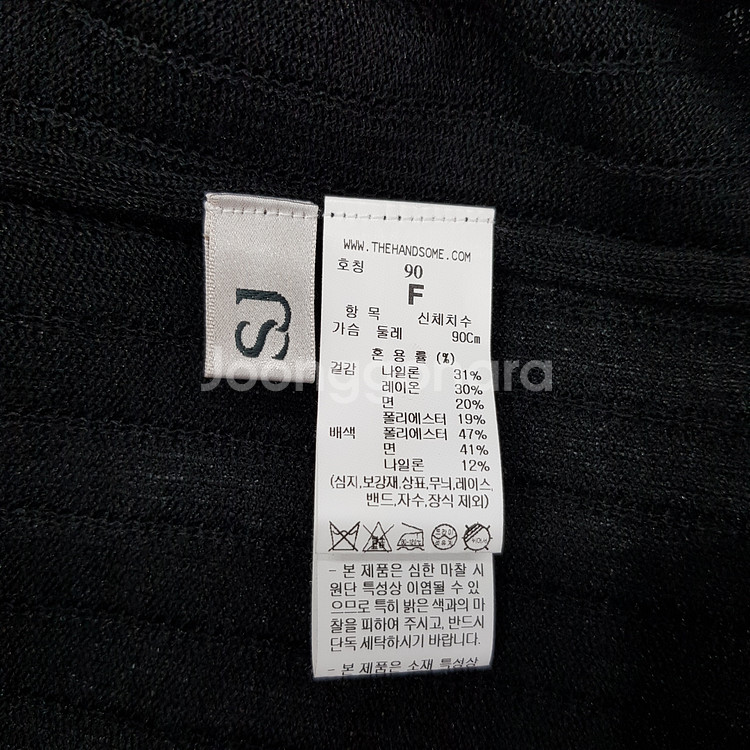 SJ
WWW.THEHANDSOME.COM
호칭 90
F
항 목 신체치수
가슴 둘레 90Cm
혼 용 률 (%)
겉감 나일론 31%
레이온 30%
면 20%
폴리에스터 19%
배색 폴리에스터 47%
면 41%
나일론 12%
(심지,보강재,상표,무늬,레이스,
밴드,자수,장식 제외)
- 본 제품은 심한 마찰 시
원단 특성상 이염될 수 있
으므로 특히 밝은 색과의 마
찰을 피하여 주시고, 반드시
단독 세탁하시기 바랍니다.
- 본 제품은 소재 특성상
Joonggonara